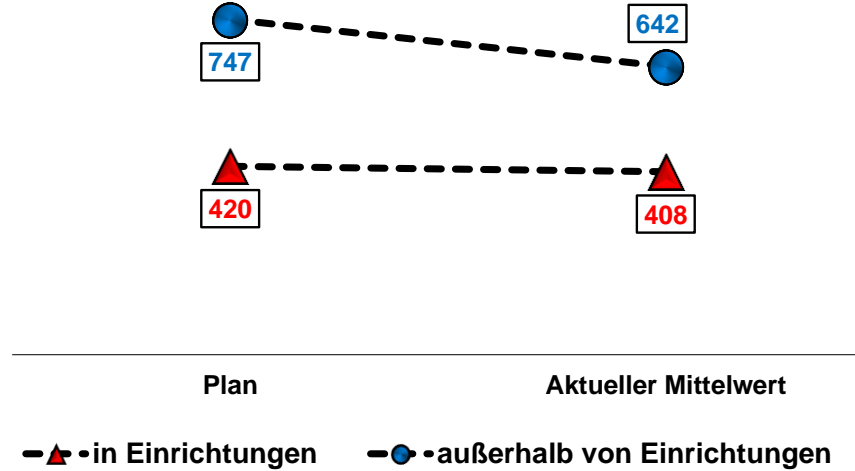 642
747
420
408
Plan Aktueller Mittelwert
in Einrichtungen außerhalb von Einrichtungen